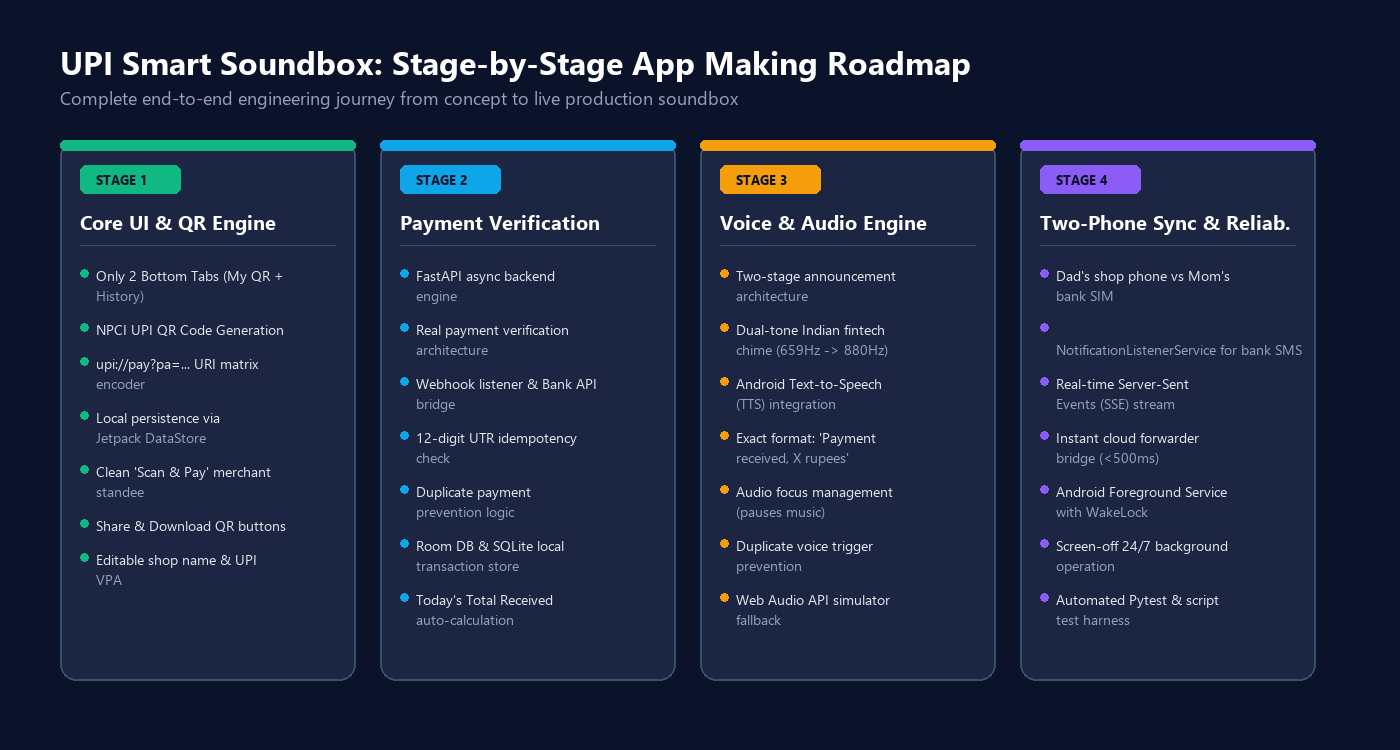 UPI Smart Soundbox: Stage-by-Stage App Making Roadmap
Complete end-to-end engineering journey from concept to live production soundbox
STAGE 1
Core UI & QR Engine
Only 2 Bottom Tabs (My QR +
History)
NPCI UPI QR Code Generation
upi://pay?pa=... URI matrix
encoder
Local persistence via
Jetpack DataStore
Clean 'Scan & Pay' merchant
standee
Share & Download QR buttons
Editable shop name & UPI
VPA
STAGE 2
Payment Verification
FastAPI async backend
engine
Real payment verification
architecture
Webhook listener & Bank API
bridge
12-digit UTR idempotency
check
Duplicate payment
prevention logic
Room DB & SQLite local
transaction store
Today's Total Received
auto-calculation
STAGE 3
Voice & Audio Engine
Two-stage announcement
architecture
Dual-tone Indian fintech
chime (659Hz -> 880Hz)
Android Text-to-Speech
(TTS) integration
Exact format: 'Payment
received, X rupees'
Audio focus management
(pauses music)
Duplicate voice trigger
prevention
Web Audio API simulator
fallback
STAGE 4
Two-Phone Sync & Reliab.
Dad's shop phone vs Mom's
bank SIM
NotificationListenerService for bank SMS
Real-time Server-Sent
Events (SSE) stream
Instant cloud forwarder
bridge (<500ms)
Android Foreground Service
with WakeLock
Screen-off 24/7 background
operation
Automated Pytest & script
test harness